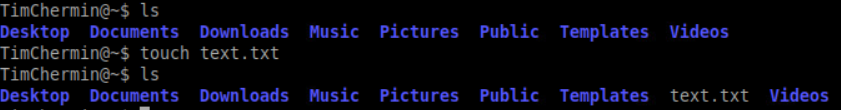 TimChermin@~$ ls
Desktop Documents Downloads Music Pictures Public Templates Videos
TimChermin@~$ touch text.txt
TimChermin@~$ ls
Desktop Documents Downloads Music Pictures Public Templates text.txt Videos